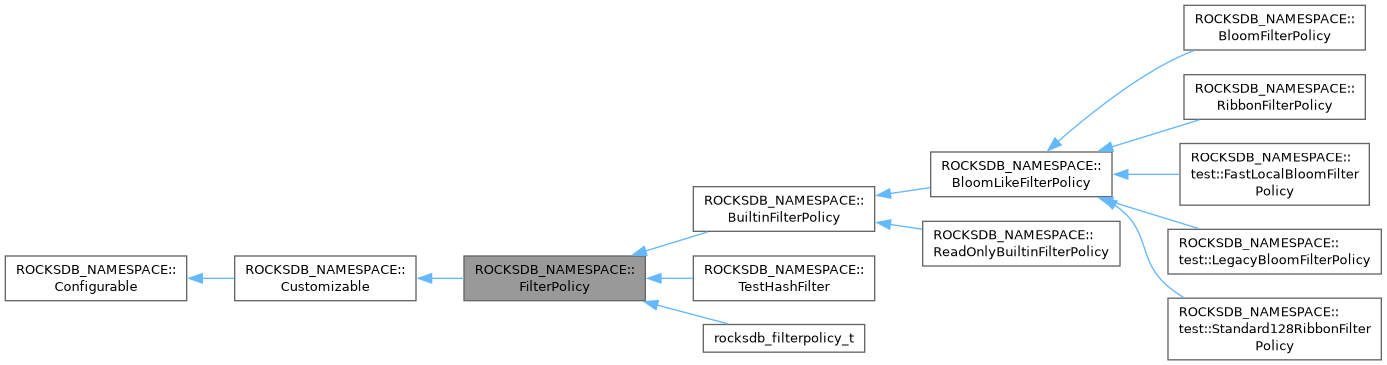 ROCKSDB_NAMESPACE::
Configurable
ROCKSDB_NAMESPACE::
Customizable
ROCKSDB_NAMESPACE::
FilterPolicy
ROCKSDB_NAMESPACE::
BuiltinFilterPolicy
ROCKSDB_NAMESPACE::
TestHashFilter
rocksdb_filterpolicy_t
ROCKSDB_NAMESPACE::
BloomLikeFilterPolicy
ROCKSDB_NAMESPACE::
ReadOnlyBuiltinFilterPolicy
ROCKSDB_NAMESPACE::
BloomFilterPolicy
ROCKSDB_NAMESPACE::
RibbonFilterPolicy
ROCKSDB_NAMESPACE::
test::FastLocalBloomFilter
Policy
ROCKSDB_NAMESPACE::
test::LegacyBloomFilterPolicy
ROCKSDB_NAMESPACE::
test::Standard128RibbonFilter
Policy